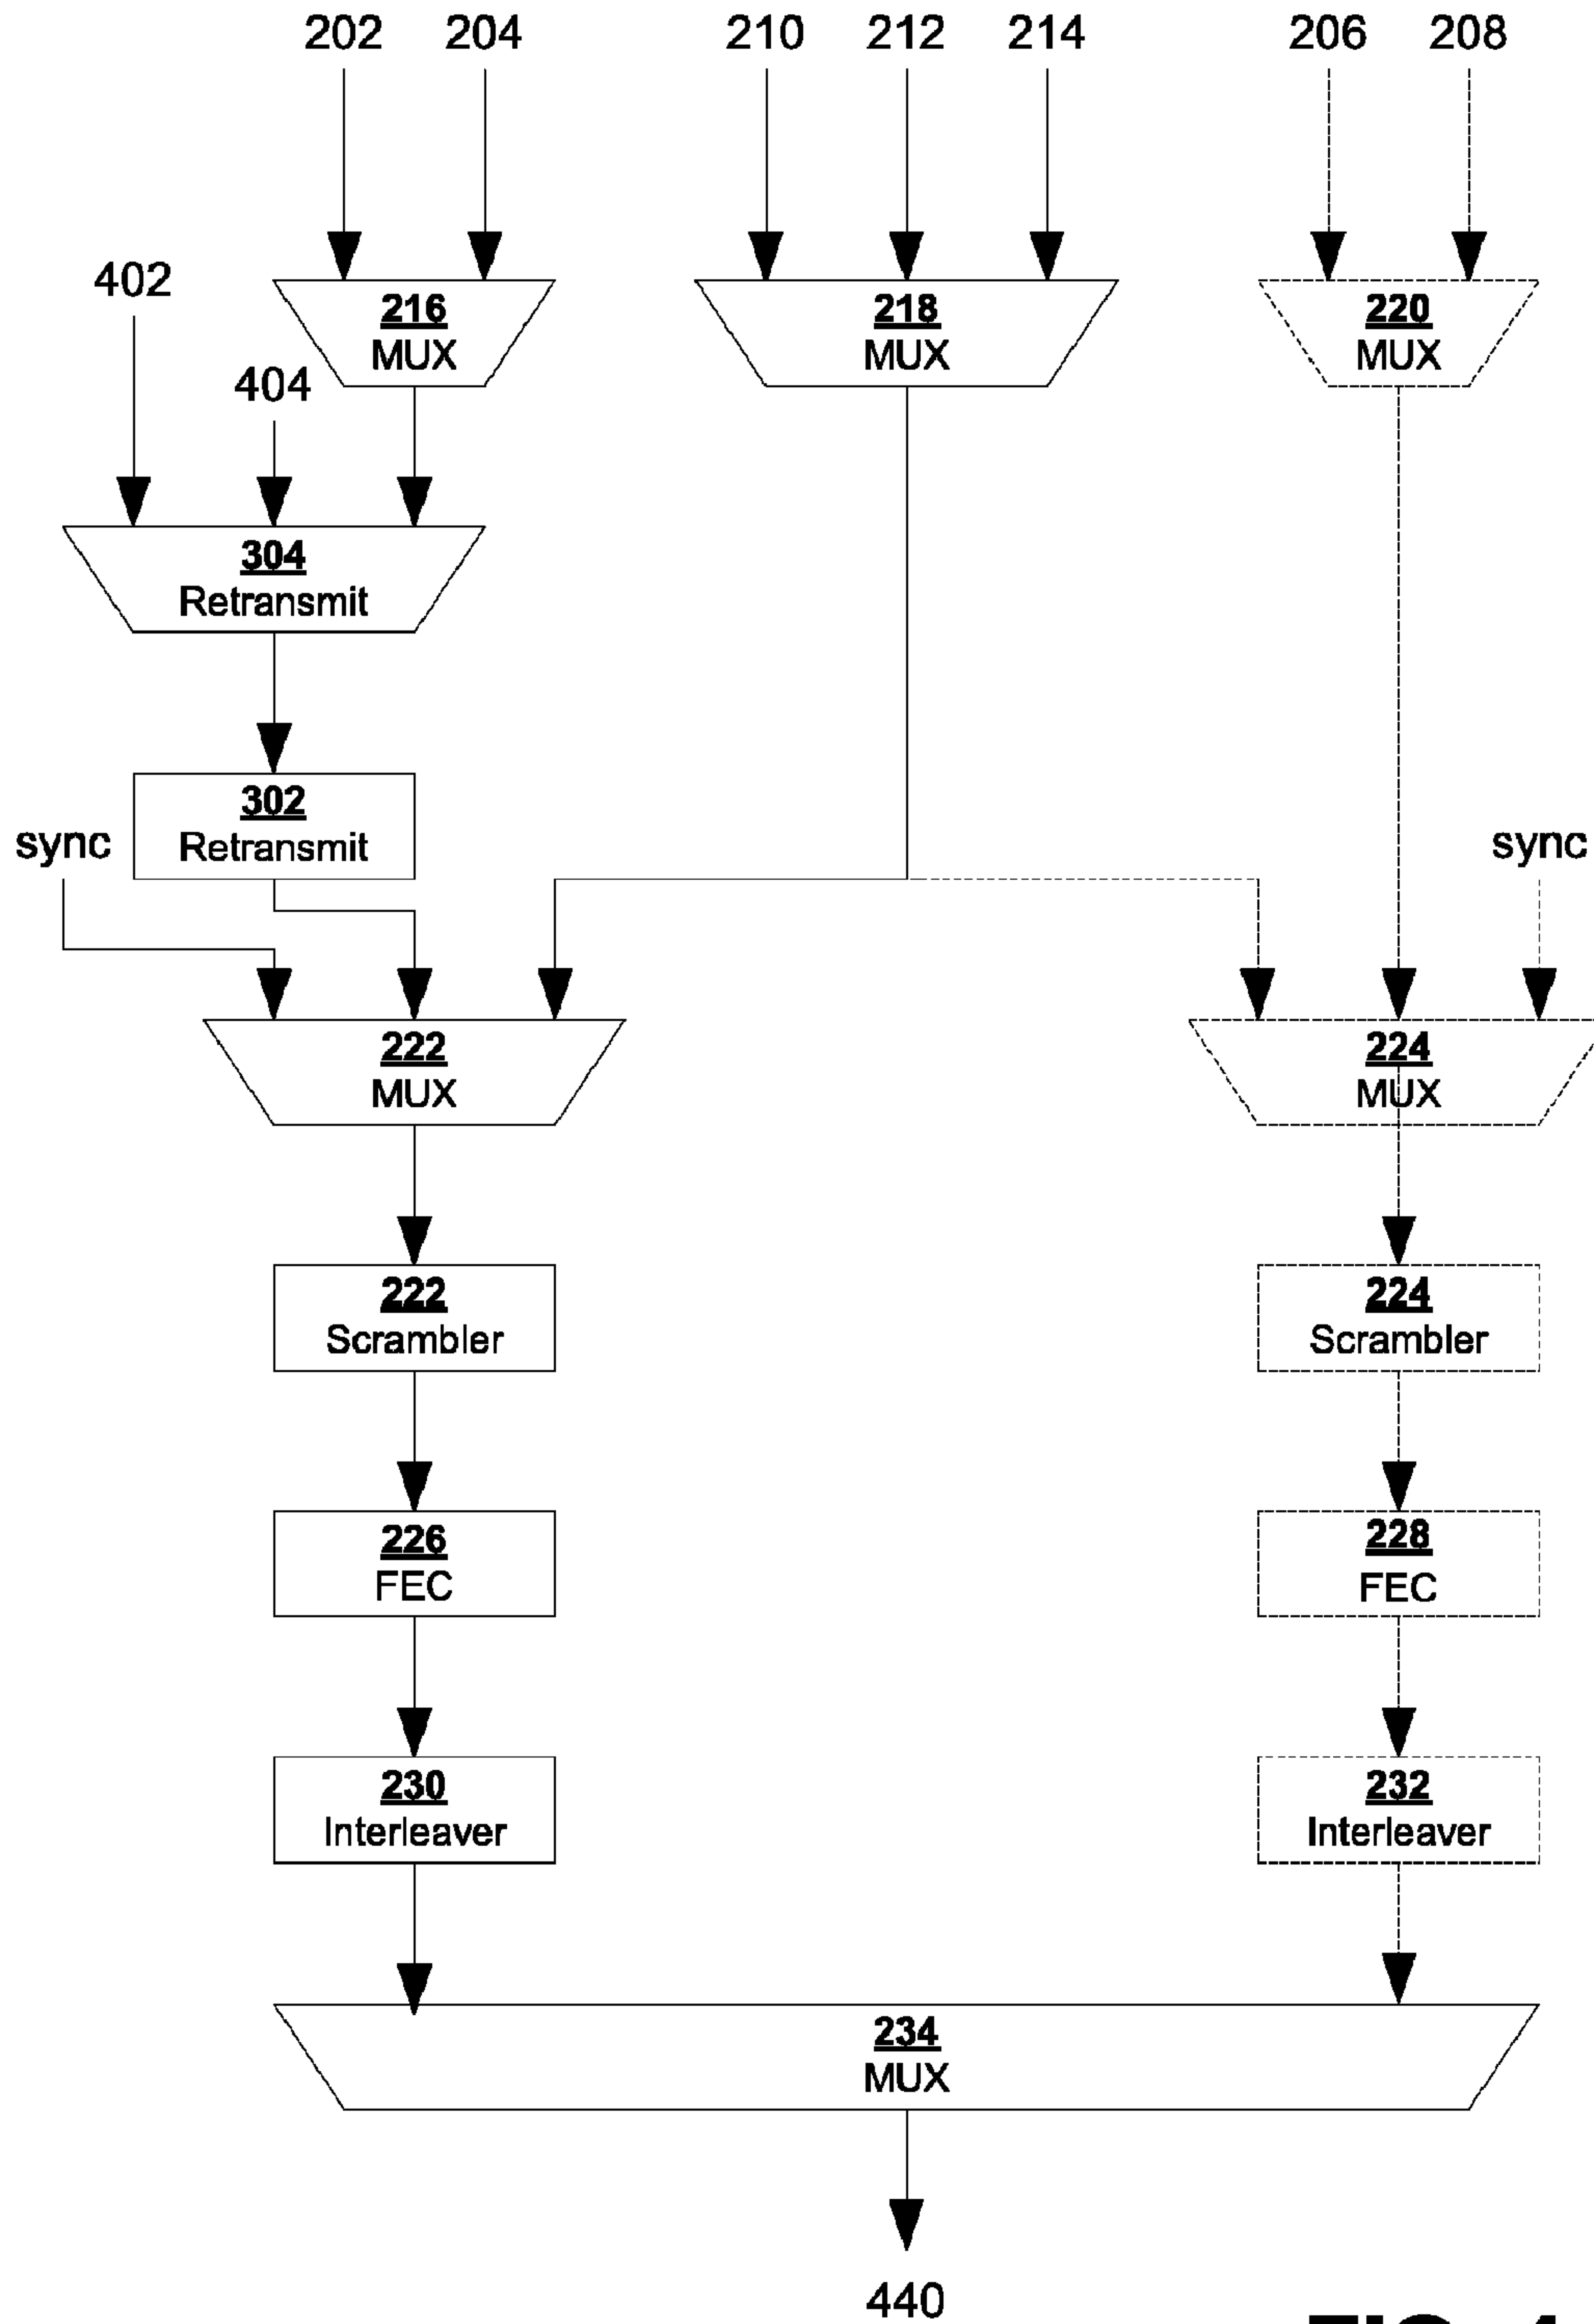 202 204 210 212 214 206 208
402
216 MUX
218 MUX
220 MUX
404
304
Retransmit
302
Retransmit
sync
sync
222
MUX
224
MUX
222
Scrambler
224
Scrambler
226
FEC
228
FEC
230
Interleaver
232
Interleaver
234
MUX
440